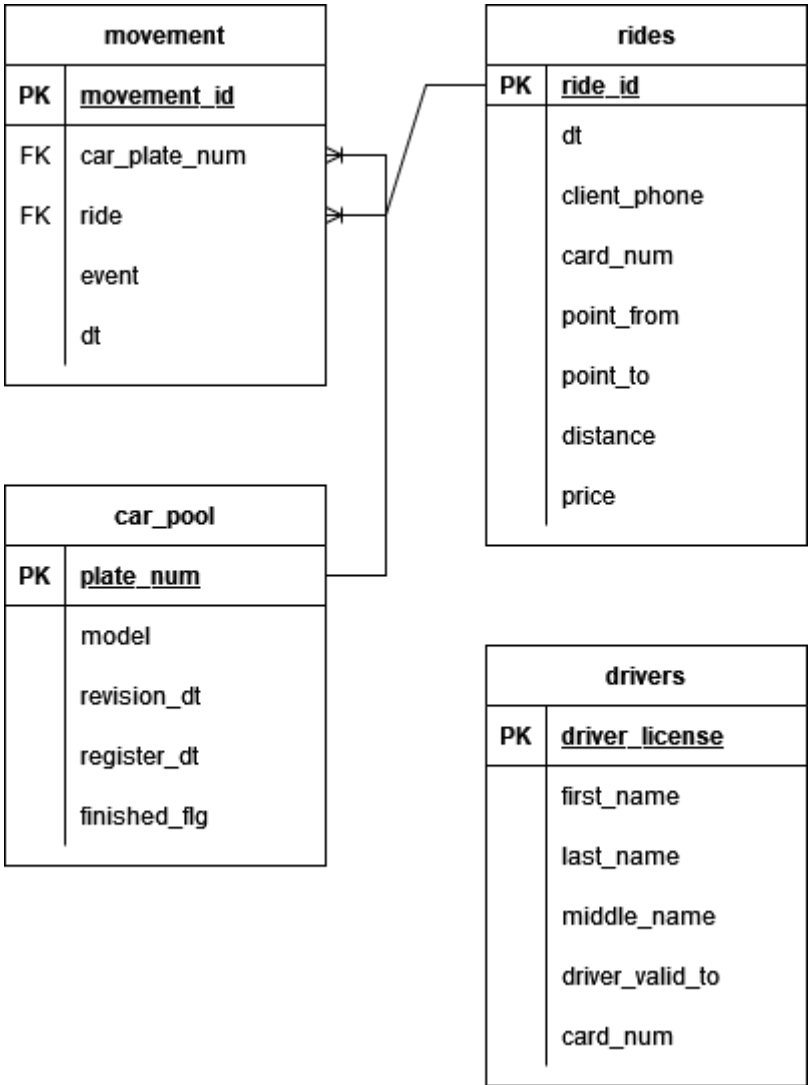 movement
PK movement_id
FK car_plate_num
FK ride
event
dt
rides
PK ride_id
dt
client_phone
card_num
point_from
point_to
distance
price
car_pool
PK plate_num
model
revision_dt
register_dt
finished_flg
drivers
PK driver_license
first_name
last_name
middle_name
driver_valid_to
card_num